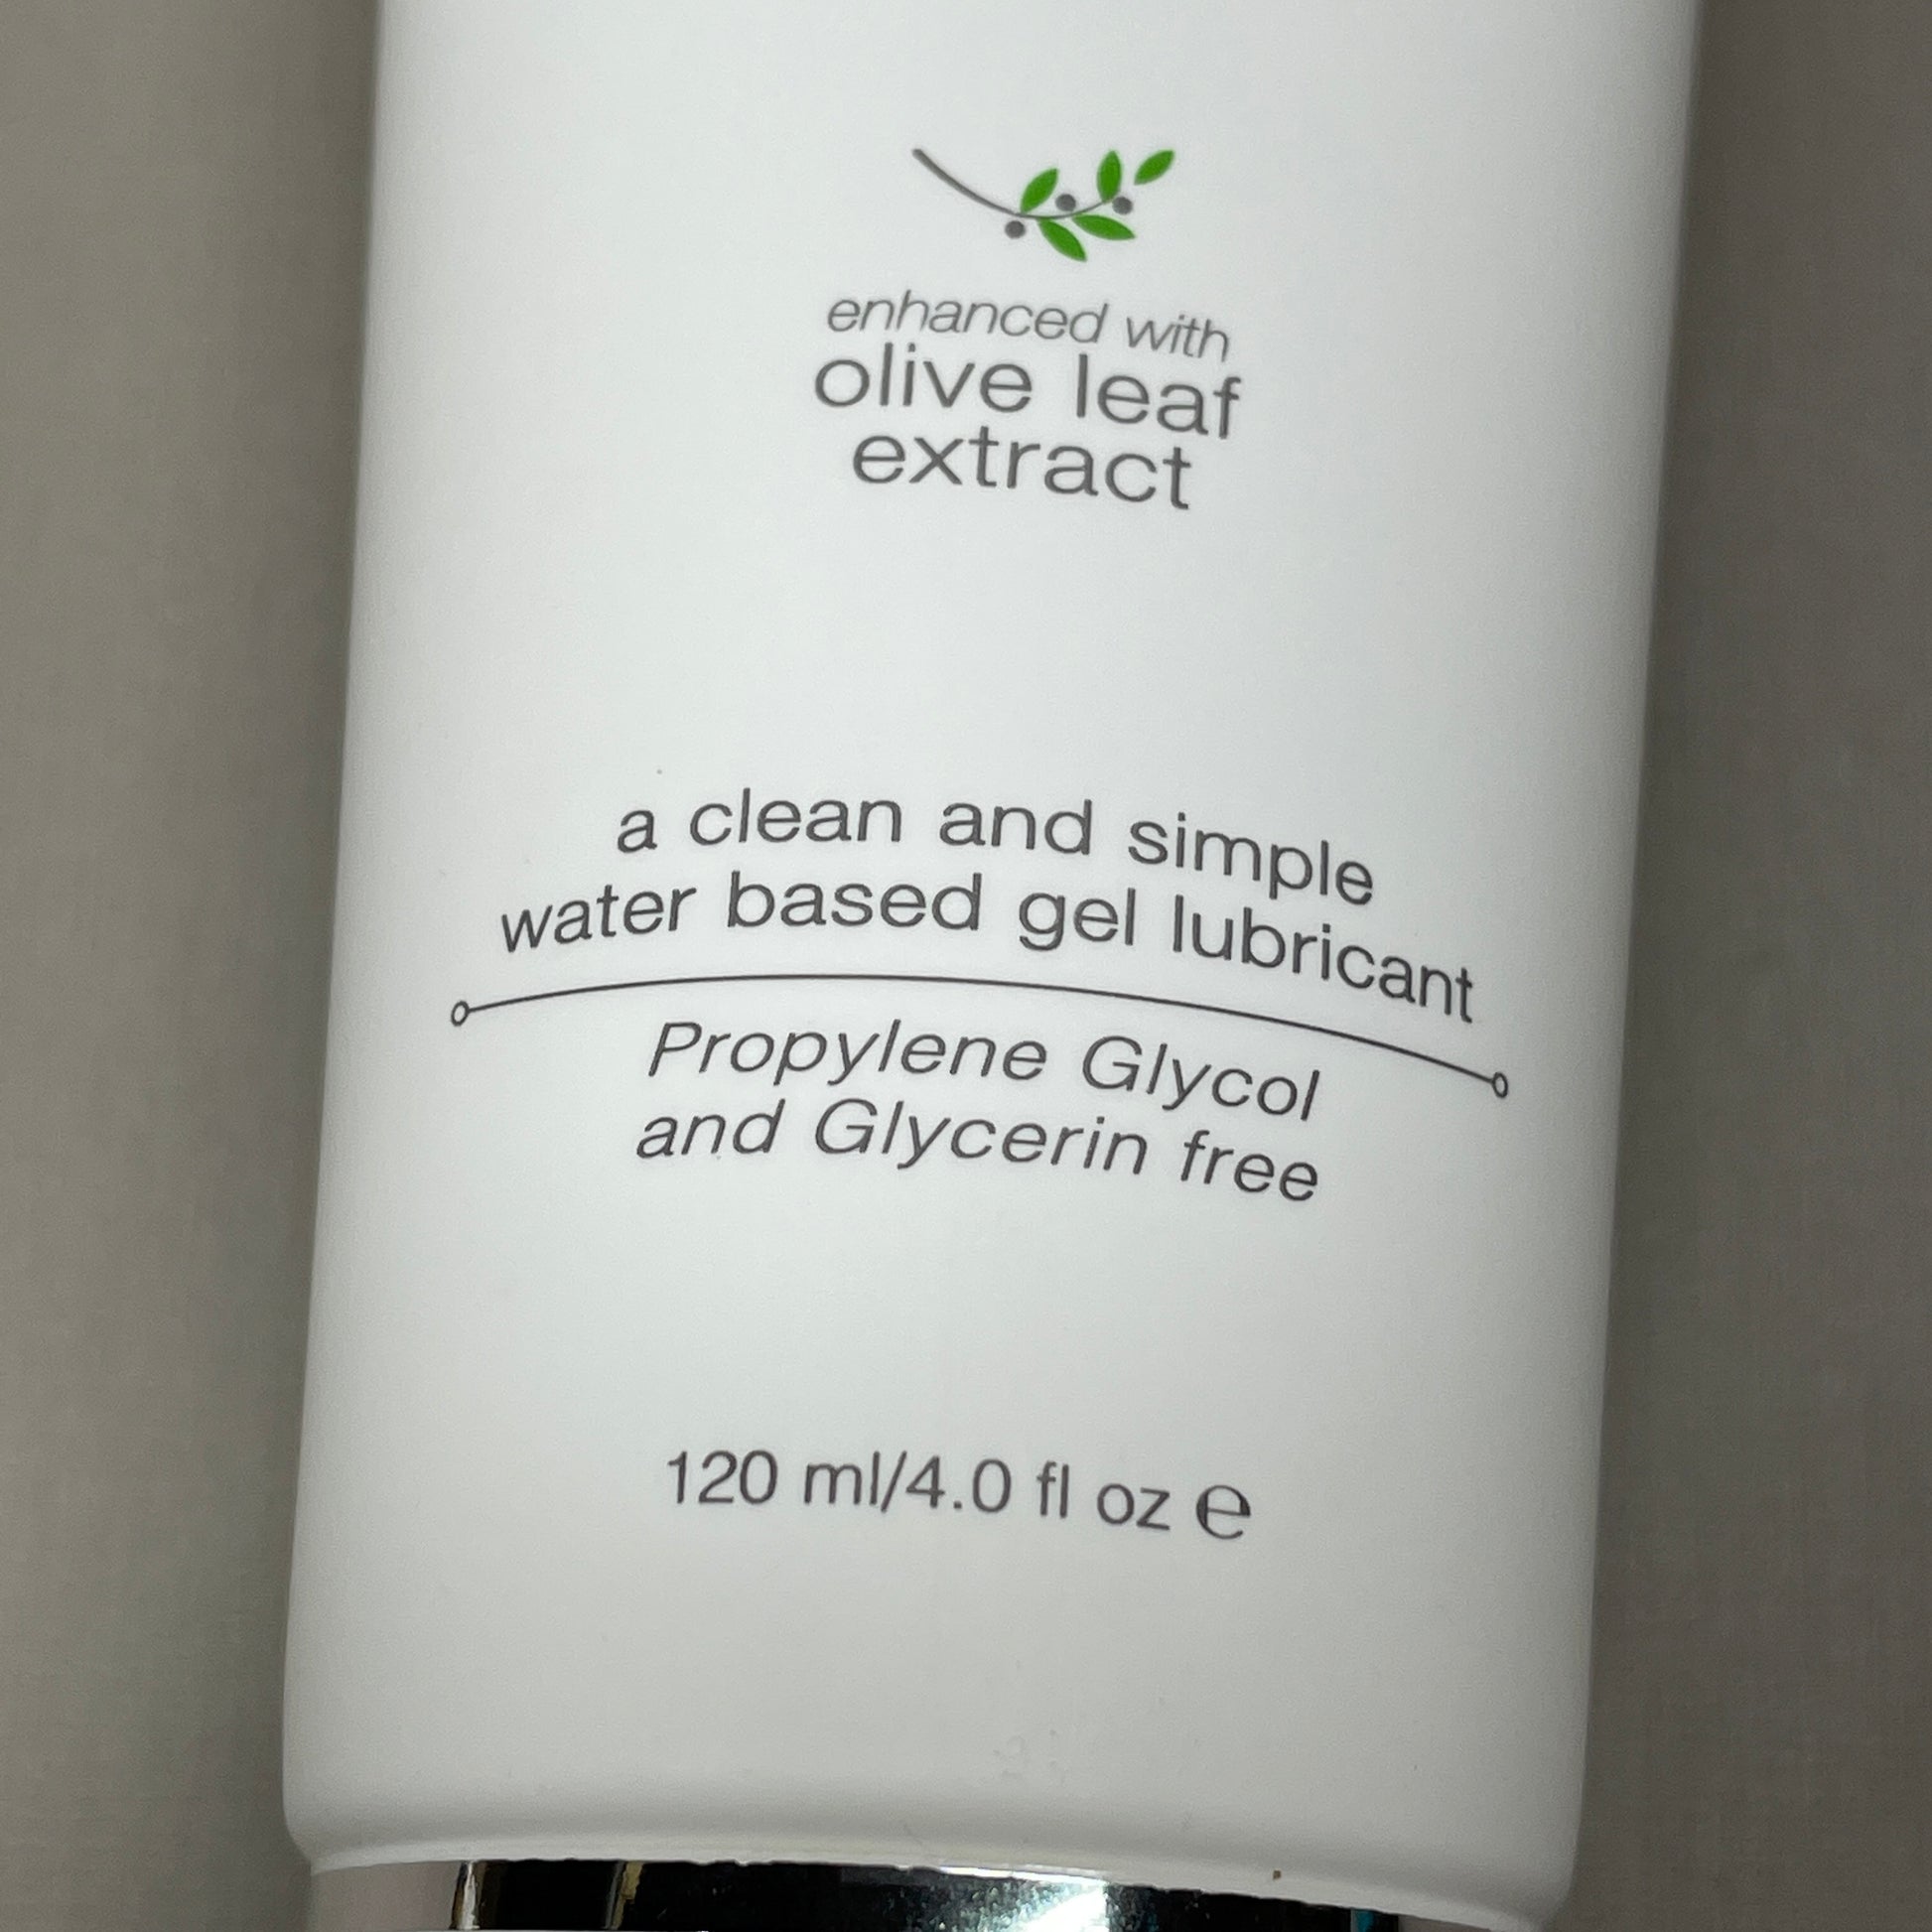 enhanced with
olive leaf
extract
a clean and simple
water based gel lubricant
Propylene Glycol
and Glycerin free
120 ml/4.0 fl oz ℮